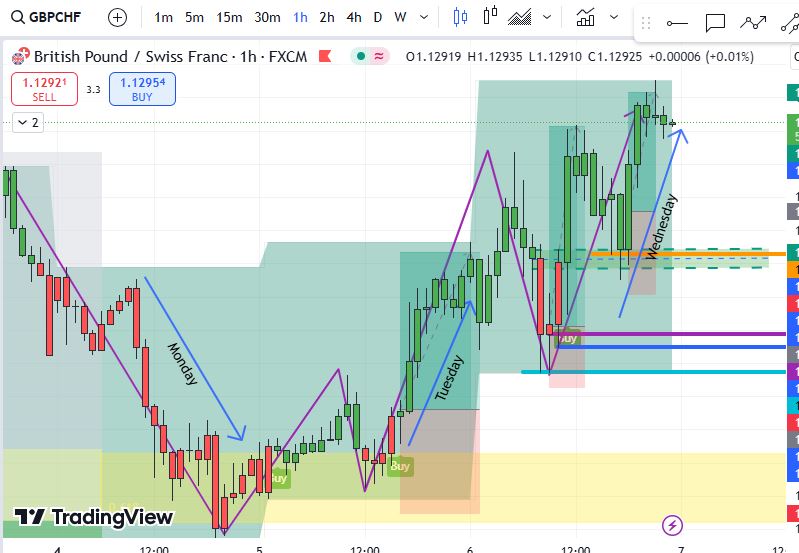 GBPCHF
1m 5m 15m 30m 1h 2h 4h D W
British Pound / Swiss Franc · 1h · FXCM
O1.12919 H1.12935 L1.12910 C1.12925 +0.00006 (+0.01%)
1.12921
SELL
3.3
1.12954
BUY
2
Monday
Tuesday
Wednesday
Buy
Buy
Buy
TradingView
4 12:00 5 12:00 6 12:00 7